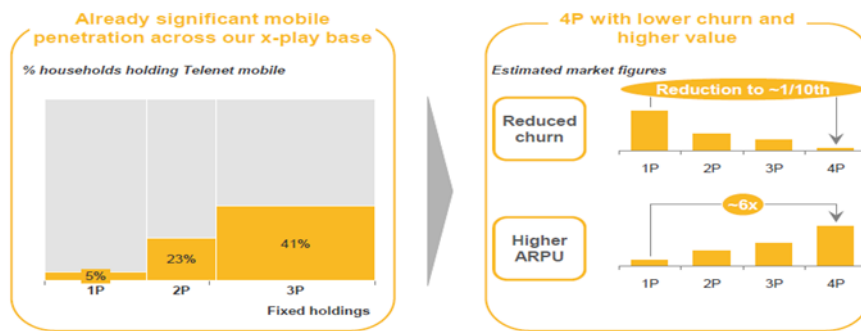 Already significant mobile
penetration across our x-play base
% households holding Telenet mobile
5%
23%
41%
1P
2P
3P
Fixed holdings
4P with lower churn and
higher value
Estimated market figures
Reduction to ~1/10th
Reduced
churn
1P
2P
3P
4P
~6x
Higher
ARPU
1P
2P
3P
4P